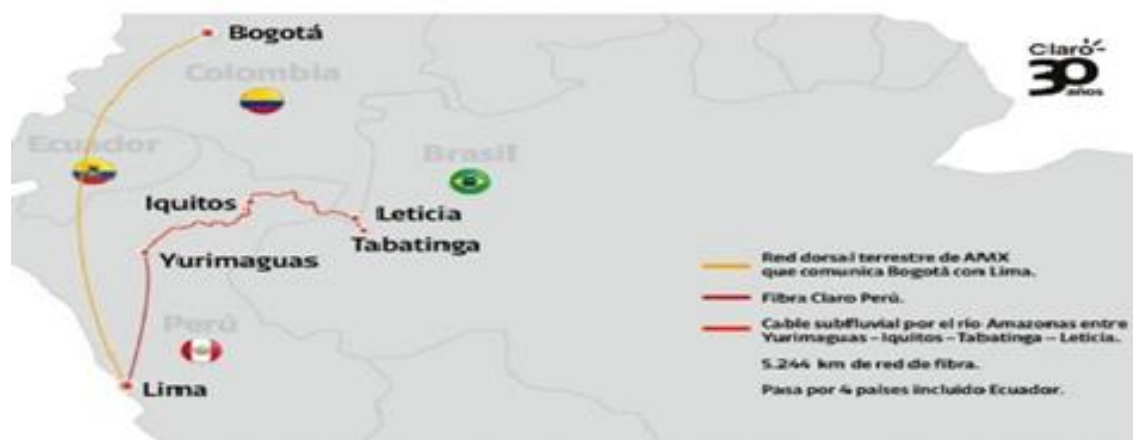 Bogotá
Claro
30
años
Colombia
Ecuador
Brasil
Iquitos
Leticia
Tabatinga
Yurimaguas
Red dorsal terrestre de AMX
que comunica Bogotá con Lima.
Fibra Claro Perú.
Perú
Cable subfluvial por el río Amazonas entre
Yurimaguas – Iquitos – Tabatinga – Leticia.
5.244 km de red de fibra.
Lima
Pasa por 4 países incluido Ecuador.